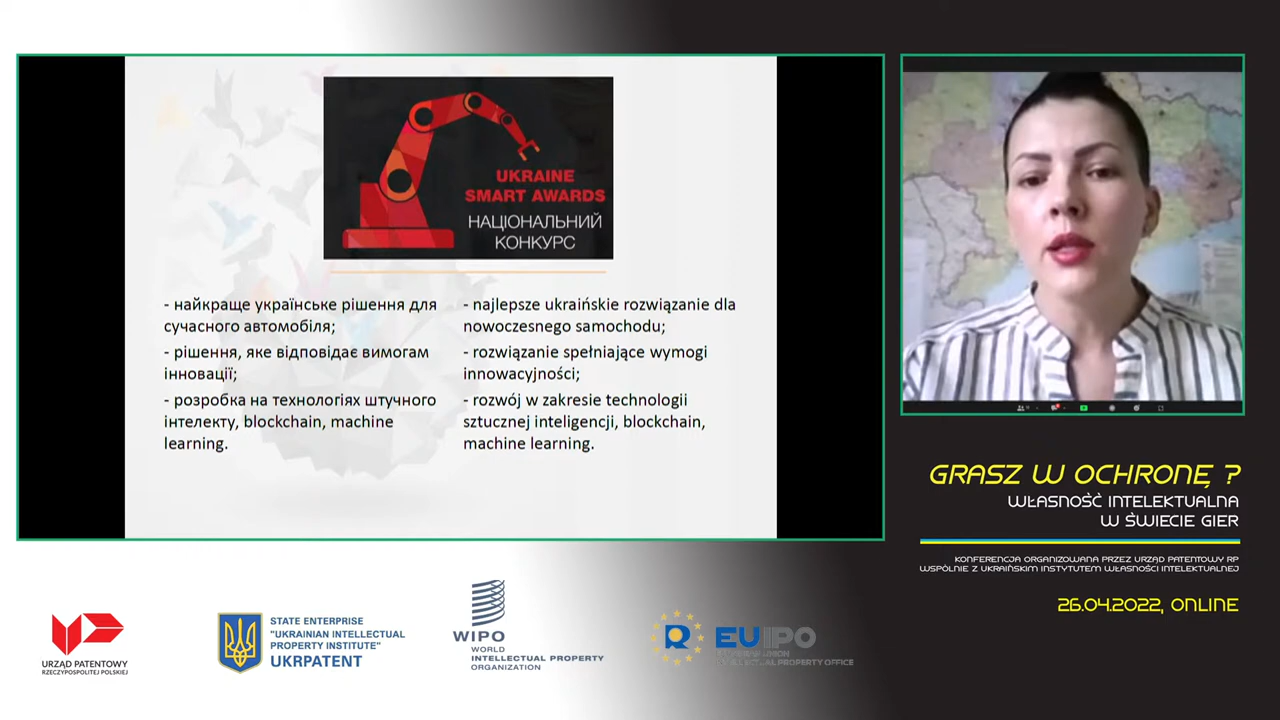 UKRAINE
SMART AWARDS
НАЦІОНАЛЬНИЙ
КОНКУРС
- найкраще українське рішення для
сучасного автомобіля;
- рішення, яке відповідає вимогам
інновації;
- розробка на технологіях штучного
інтелекту, blockchain, machine
learning.
- najlepsze ukraińskie rozwiązanie dla
nowoczesnego samochodu;
- rozwiązanie spełniające wymogi
innowacyjności;
- rozwój w zakresie technologii
sztucznej inteligencji, blockchain,
machine learning.
GRASZ W OCHRONĘ ?
WŁASNOŚĆ INTELEKTUALNA
W ŚWIECIE GIER
KONFERENCJA ORGANIZOWANA PRZEZ URZĄD PATENTOWY RP
WSPÓLNIE Z UKRAIŃSKIM INSTYTUTEM WŁASNOŚCI INTELEKTUALNEJ
26.04.2022, ONLINE
URZĄD PATENTOWY
RZECZYPOSPOLITEJ POLSKIEJ
STATE ENTERPRISE
"UKRAINIAN INTELLECTUAL
PROPERTY INSTITUTE"
UKRPATENT
WIPO
WORLD
INTELLECTUAL PROPERTY
ORGANIZATION
R
EUIPO
EUROPEAN UNION
INTELLECTUAL PROPERTY OFFICE